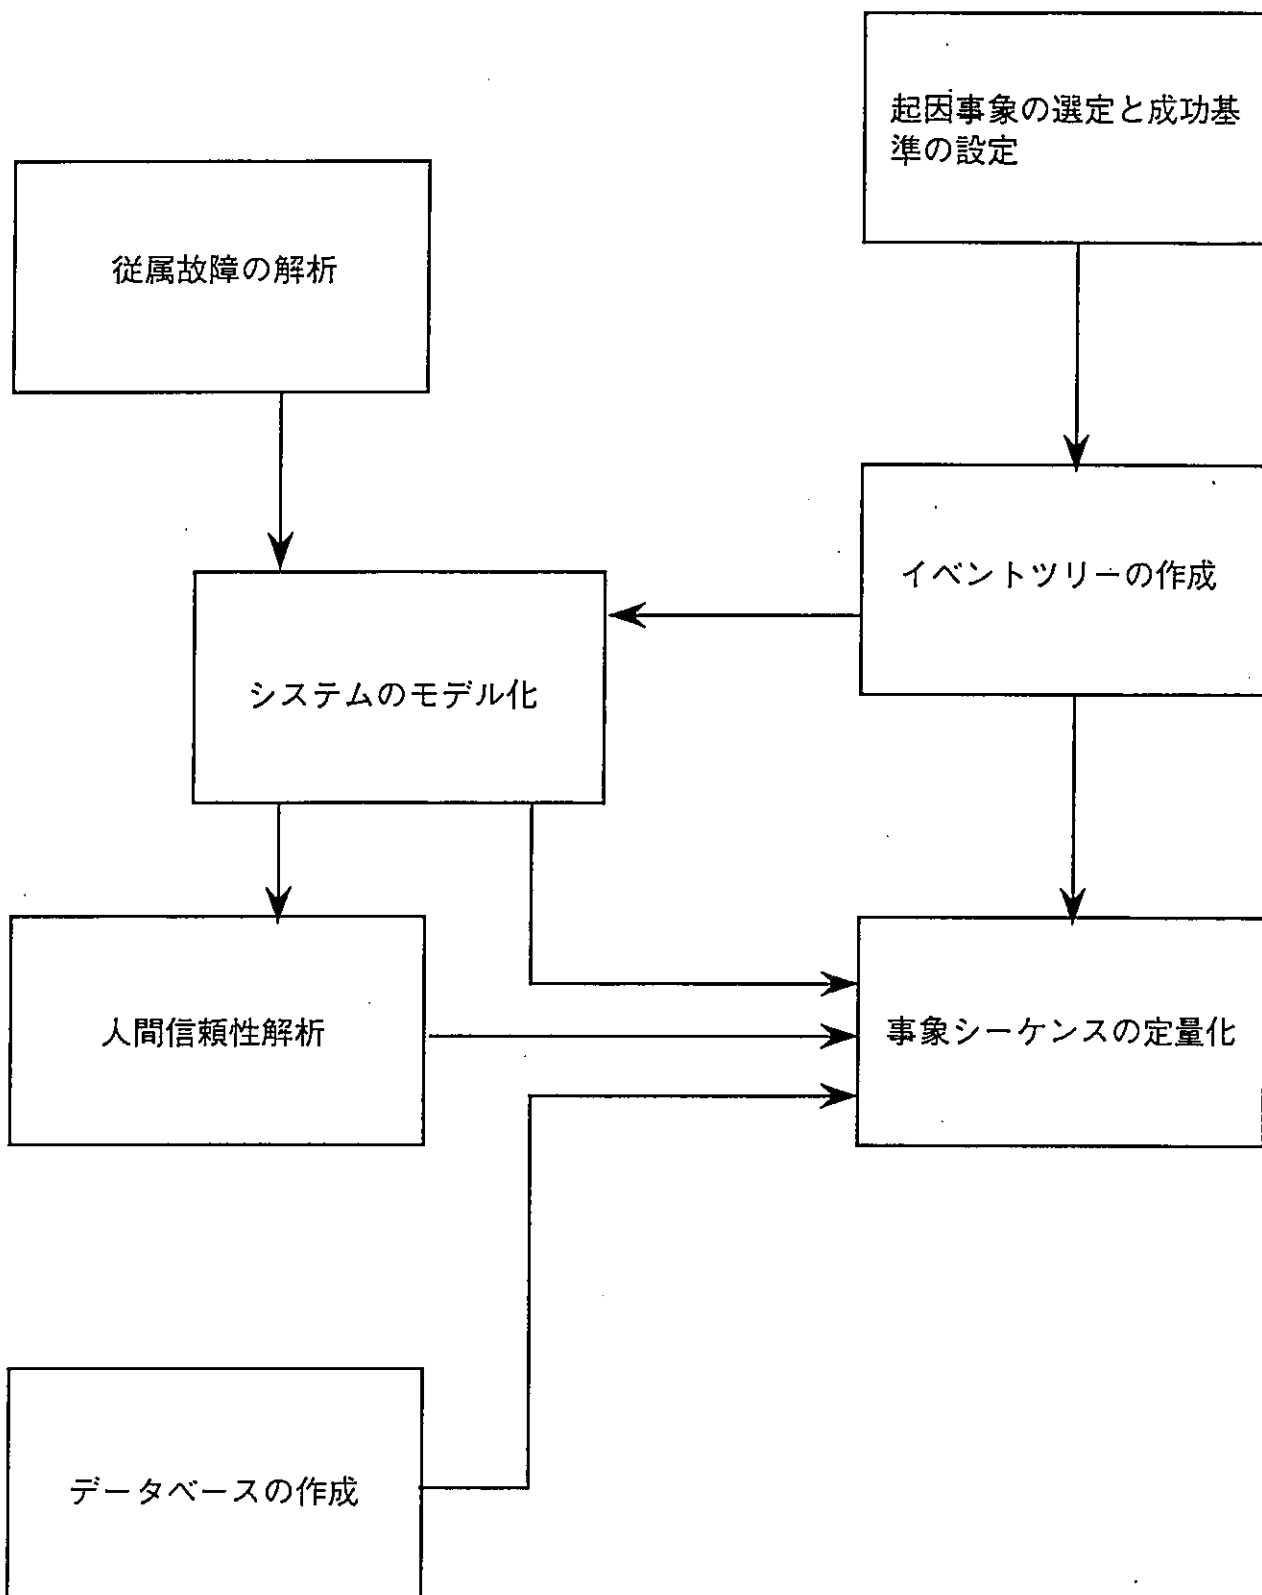 起因事象の選定と成功基
準の設定
従属故障の解析
イベントツリーの作成
システムのモデル化
人間信頼性解析
事象シーケンスの定量化
データベースの作成